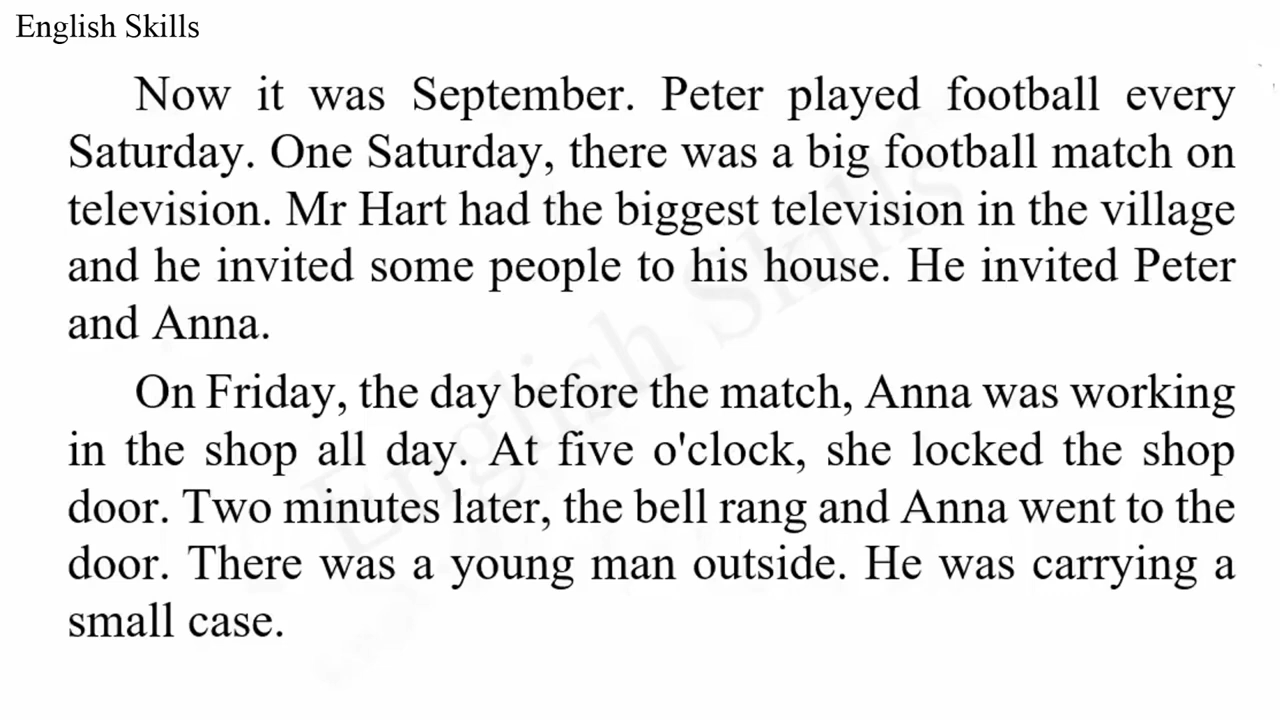 English Skills
Now it was September. Peter played football every
Saturday. One Saturday, there was a big football match on
television. Mr Hart had the biggest television in the village
and he invited some people to his house. He invited Peter
and Anna.
On Friday, the day before the match, Anna was working
in the shop all day. At five o'clock, she locked the shop
door. Two minutes later, the bell rang and Anna went to the
door. There was a young man outside. He was carrying a
small case.
English Skills